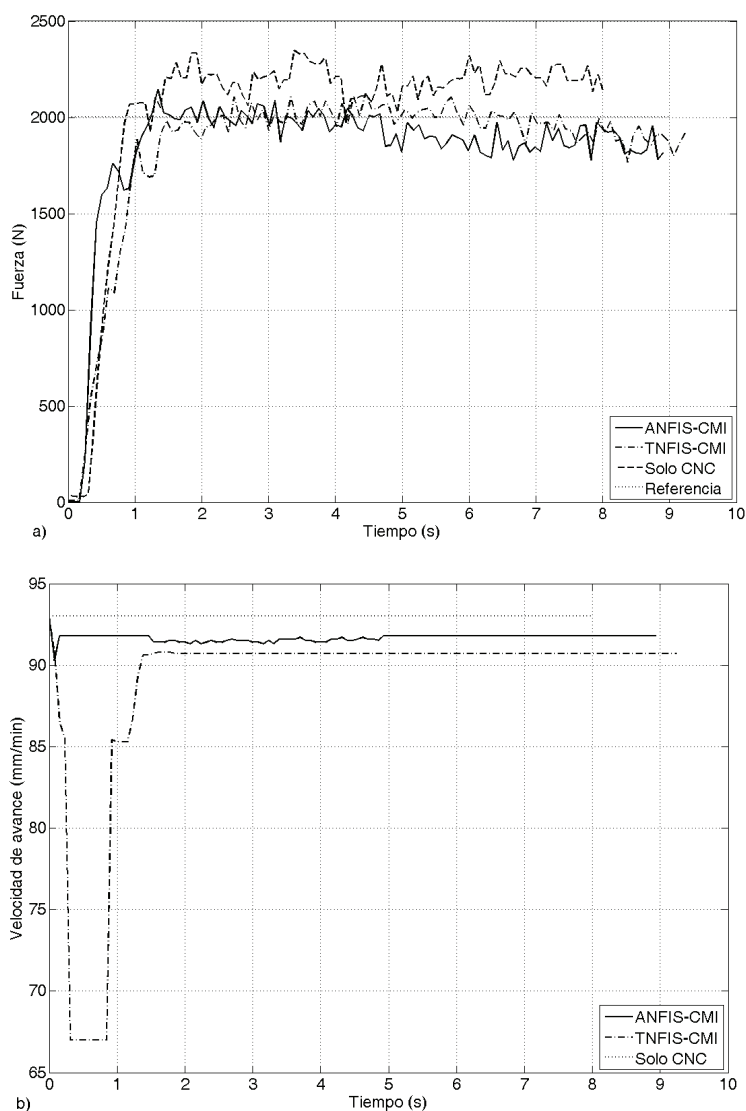 2500
2000
1500
1000
500
0
Fuerza (N)
ANFIS-CMI
TNFIS-CMI
Solo CNC
Referencia
0 1 2 3 4 5 6 7 8 9 10
a) Tiempo (s)
95
90
85
80
75
70
65
Velocidad de avance (mm/min)
ANFIS-CMI
TNFIS-CMI
Solo CNC
0 1 2 3 4 5 6 7 8 9 10
b) Tiempo (s)